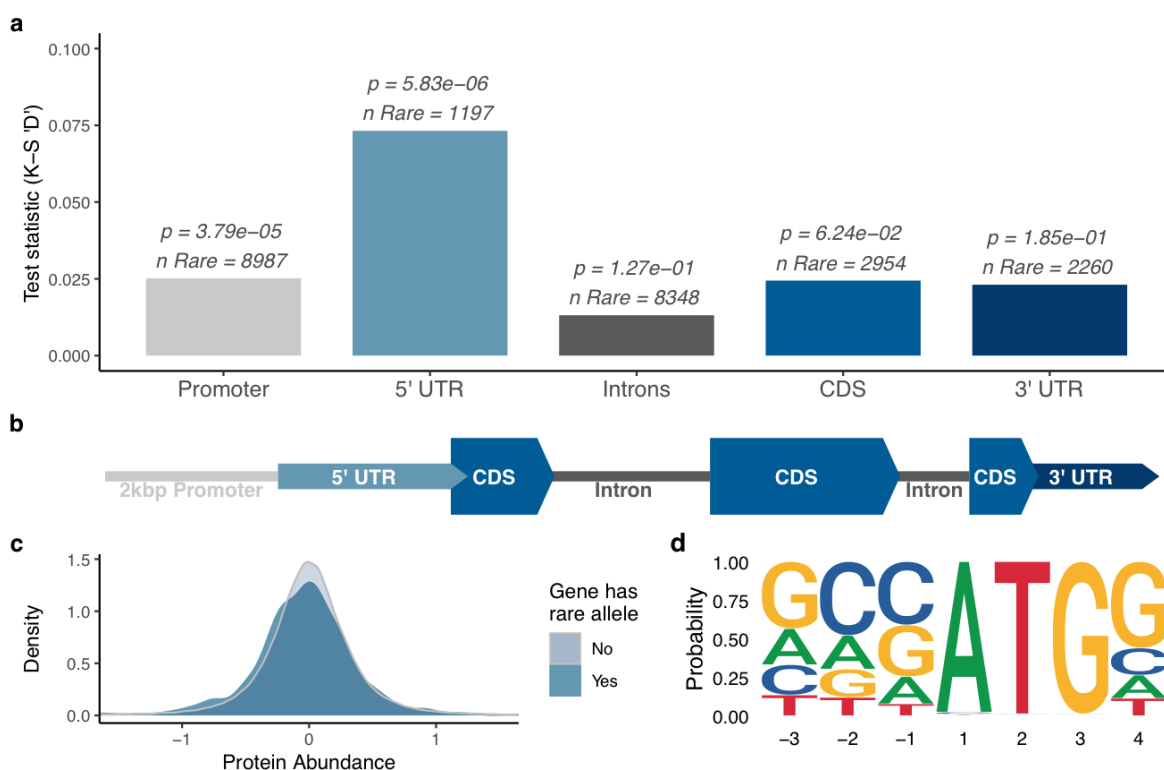 a
Test statistic (K−S 'D')
0.100
0.075
0.050
0.025
0.000
p = 3.79e−05
n Rare = 8987
p = 5.83e−06
n Rare = 1197
p = 1.27e−01
n Rare = 8348
p = 6.24e−02
n Rare = 2954
p = 1.85e−01
n Rare = 2260
Promoter
5' UTR
Introns
CDS
3' UTR
b
2kbp Promoter
5' UTR
CDS
Intron
CDS
Intron
CDS
3' UTR
c
Density
1.5
1.0
0.5
0.0
−1
0
1
Protein Abundance
Gene has
rare allele
No
Yes
d
Probability
1.00
0.75
0.50
0.25
0.00
G
A
C
T
C
A
G
T
C
G
A
T
A
T
G
G
C
A
T
−3
−2
−1
1
2
3
4